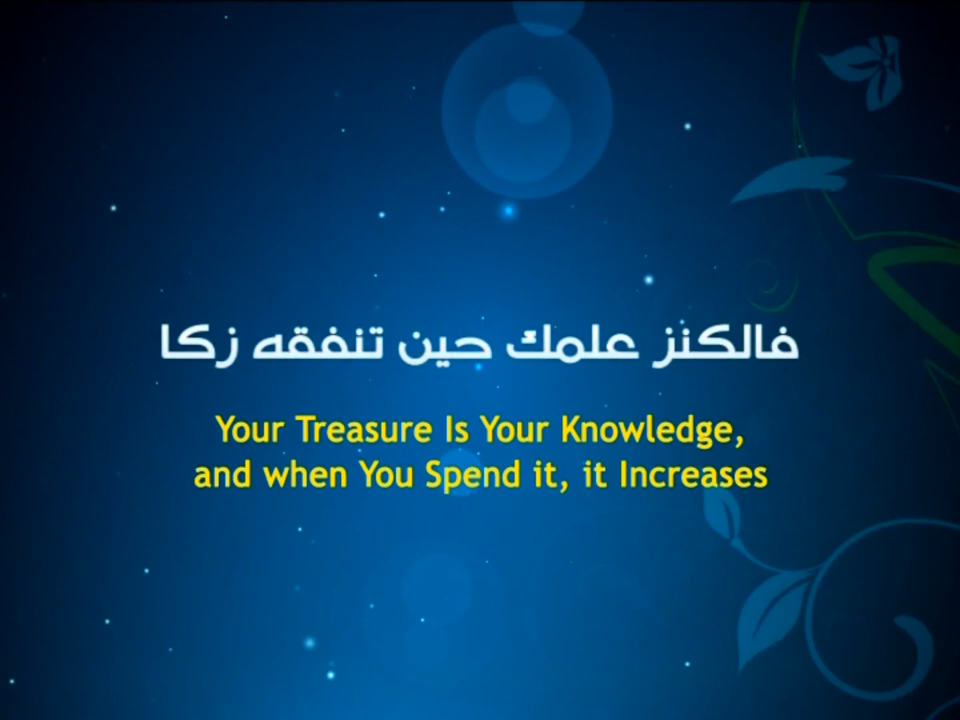 فالكنز علمك حين تنفقه زكا
Your Treasure Is Your Knowledge,
and when You Spend it, it Increases